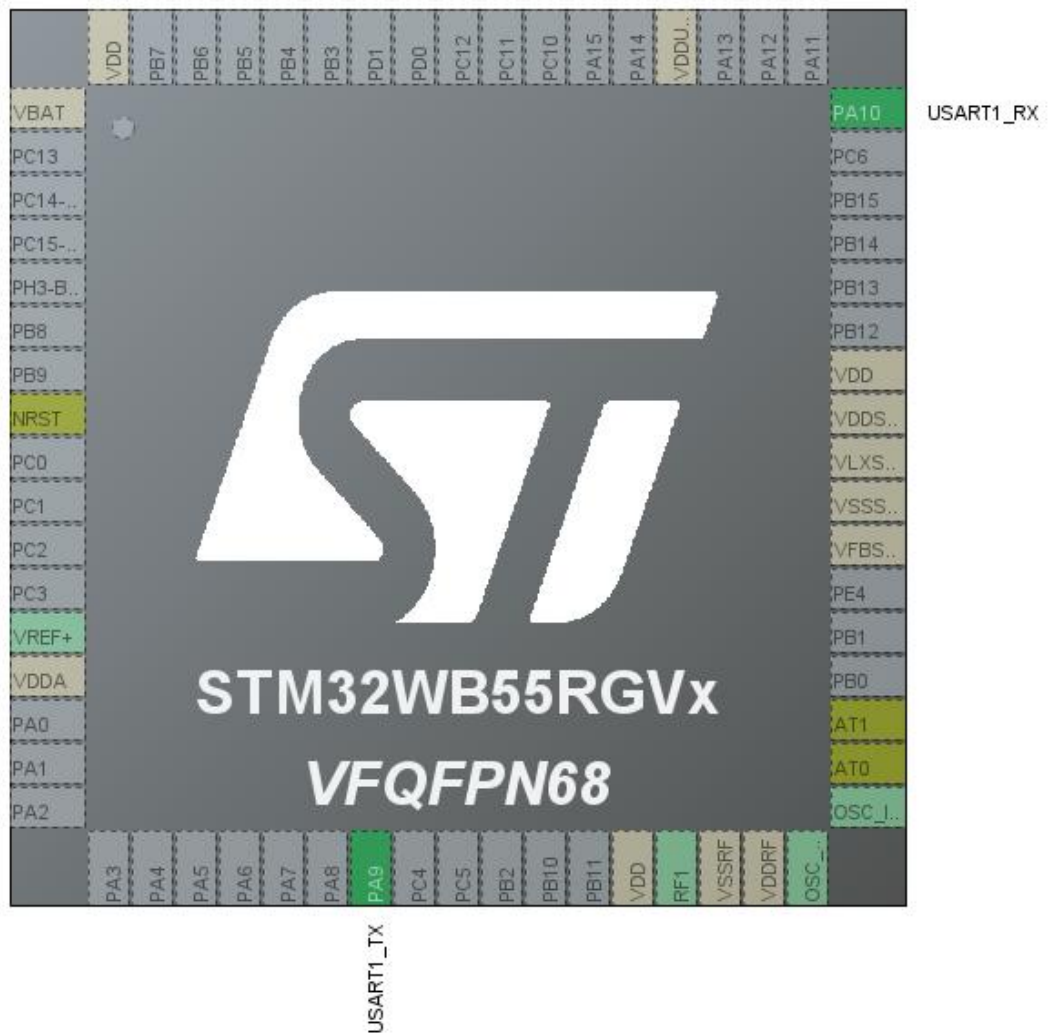 VDD
PB7
PB6
PB5
PB4
PB3
PD1
PD0
PC12
PC11
PC10
PA15
PA14
VDDU..
PA13
PA12
PA11
VBAT
PC13
PC14-..
PC15-..
PH3-B..
PB8
PB9
NRST
PC0
PC1
PC2
PC3
VREF+
VDDA
PA0
PA1
PA2
PA10
USART1_RX
PC6
PB15
PB14
PB13
PB12
VDD
VDDS..
VLXS..
VSSS..
VFBS..
PE4
PB1
PB0
AT1
AT0
OSC_I..
ST
STM32WB55RGVx
VFQFPN68
PA3
PA4
PA5
PA6
PA7
PA8
PA9
PC4
PC5
PB2
PB10
PB11
VDD
RF1
VSSRF
VDDRF
OSC_..
USART1_TX